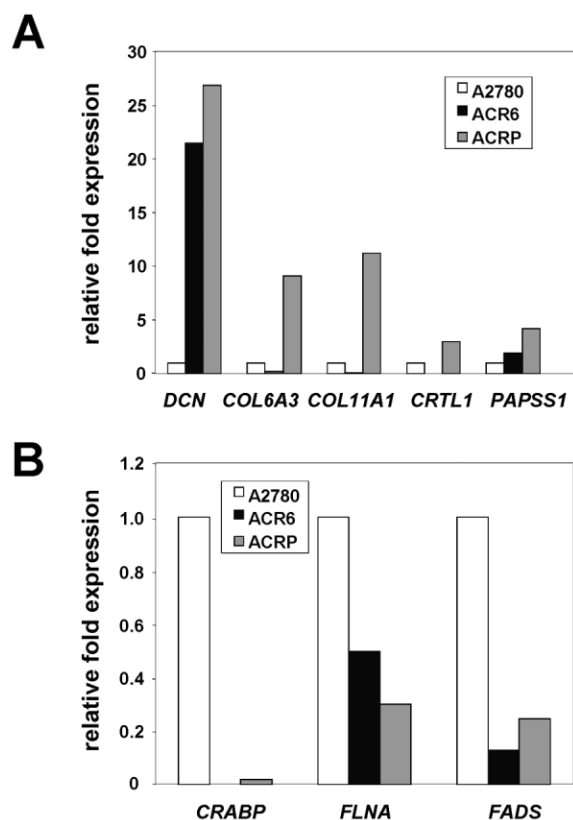 A
relative fold expression
30
25
20
15
10
5
0
A2780
ACR6
ACRP
DCN COL6A3 COL11A1 CRTL1 PAPSS1
B
relative fold expression
1.2
1.0
0.8
0.6
0.4
0.2
0
A2780
ACR6
ACRP
CRABP FLNA FADS